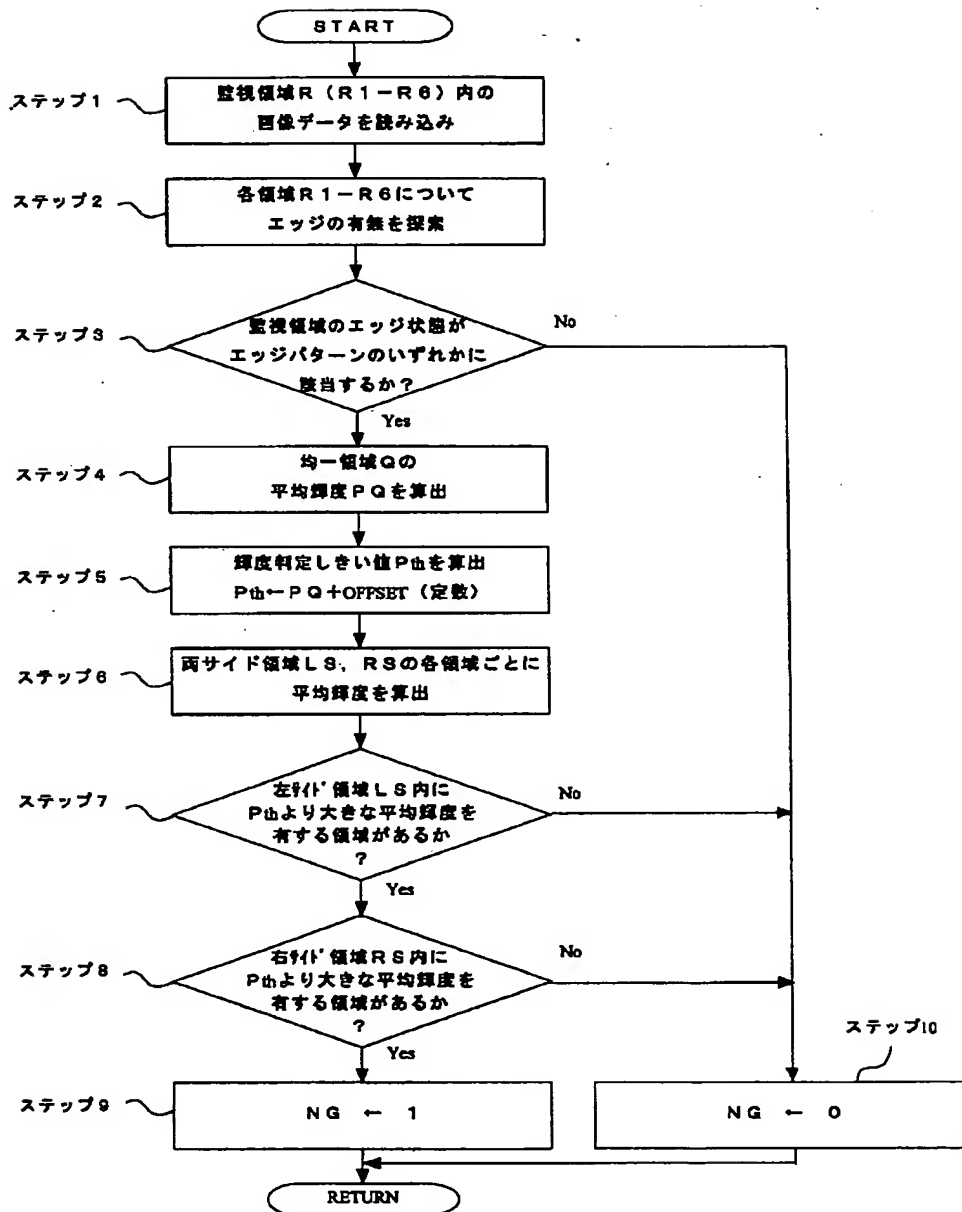 START
ステップ1
監視領域R（R1－R6）内の
画像データを読み込み
ステップ2
各領域R1－R6について
エッジの有無を探索
ステップ3
監視領域のエッジ状態が
エッジパターンのいずれかに
該当するか？
No
Yes
ステップ4
均一領域Qの
平均輝度PQを算出
ステップ5
輝度判定しきい値Pthを算出
Pth←PQ+OFFSET（定数）
ステップ6
両サイド領域LS、RSの各領域ごとに
平均輝度を算出
ステップ7
左ｻｲﾄﾞ領域LS内に
Pthより大きな平均輝度を
有する領域があるか
？
No
Yes
ステップ8
右ｻｲﾄﾞ領域RS内に
Pthより大きな平均輝度を
有する領域があるか
？
No
Yes
ステップ10
ステップ9
NG ← 1
NG ← 0
RETURN